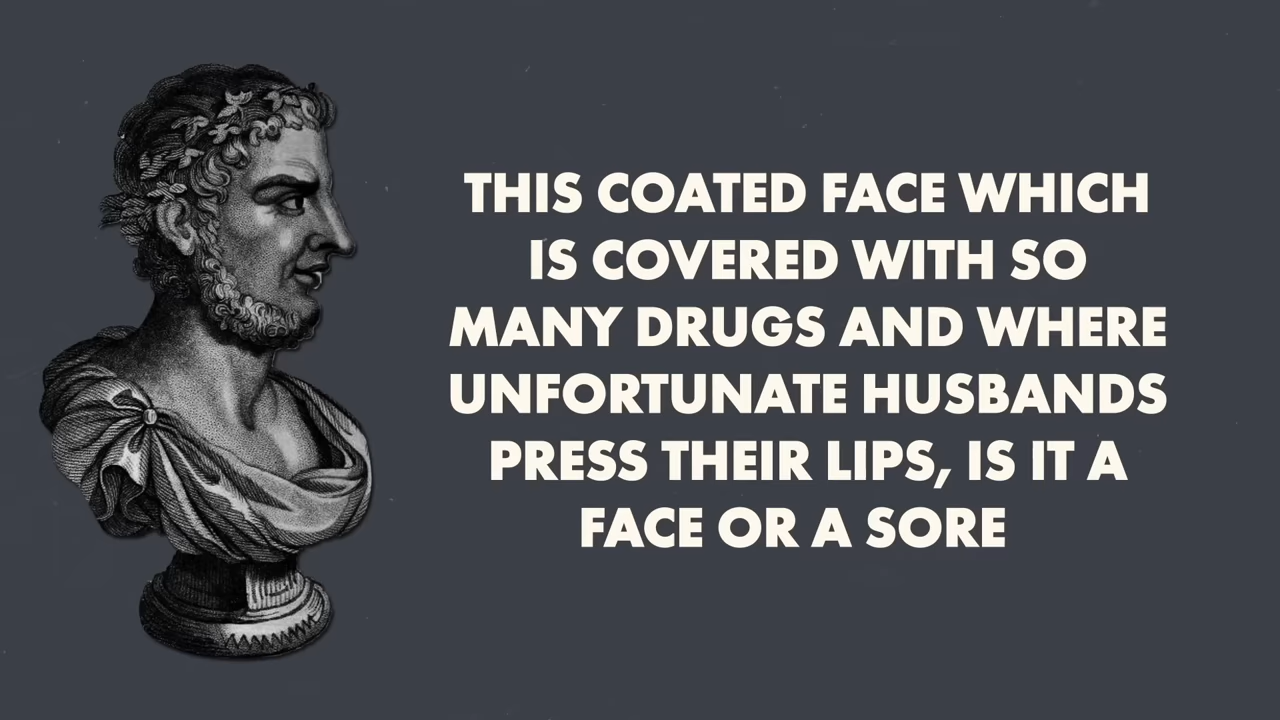 THIS COATED FACE WHICH
IS COVERED WITH SO
MANY DRUGS AND WHERE
UNFORTUNATE HUSBANDS
PRESS THEIR LIPS, IS IT A
FACE OR A SORE